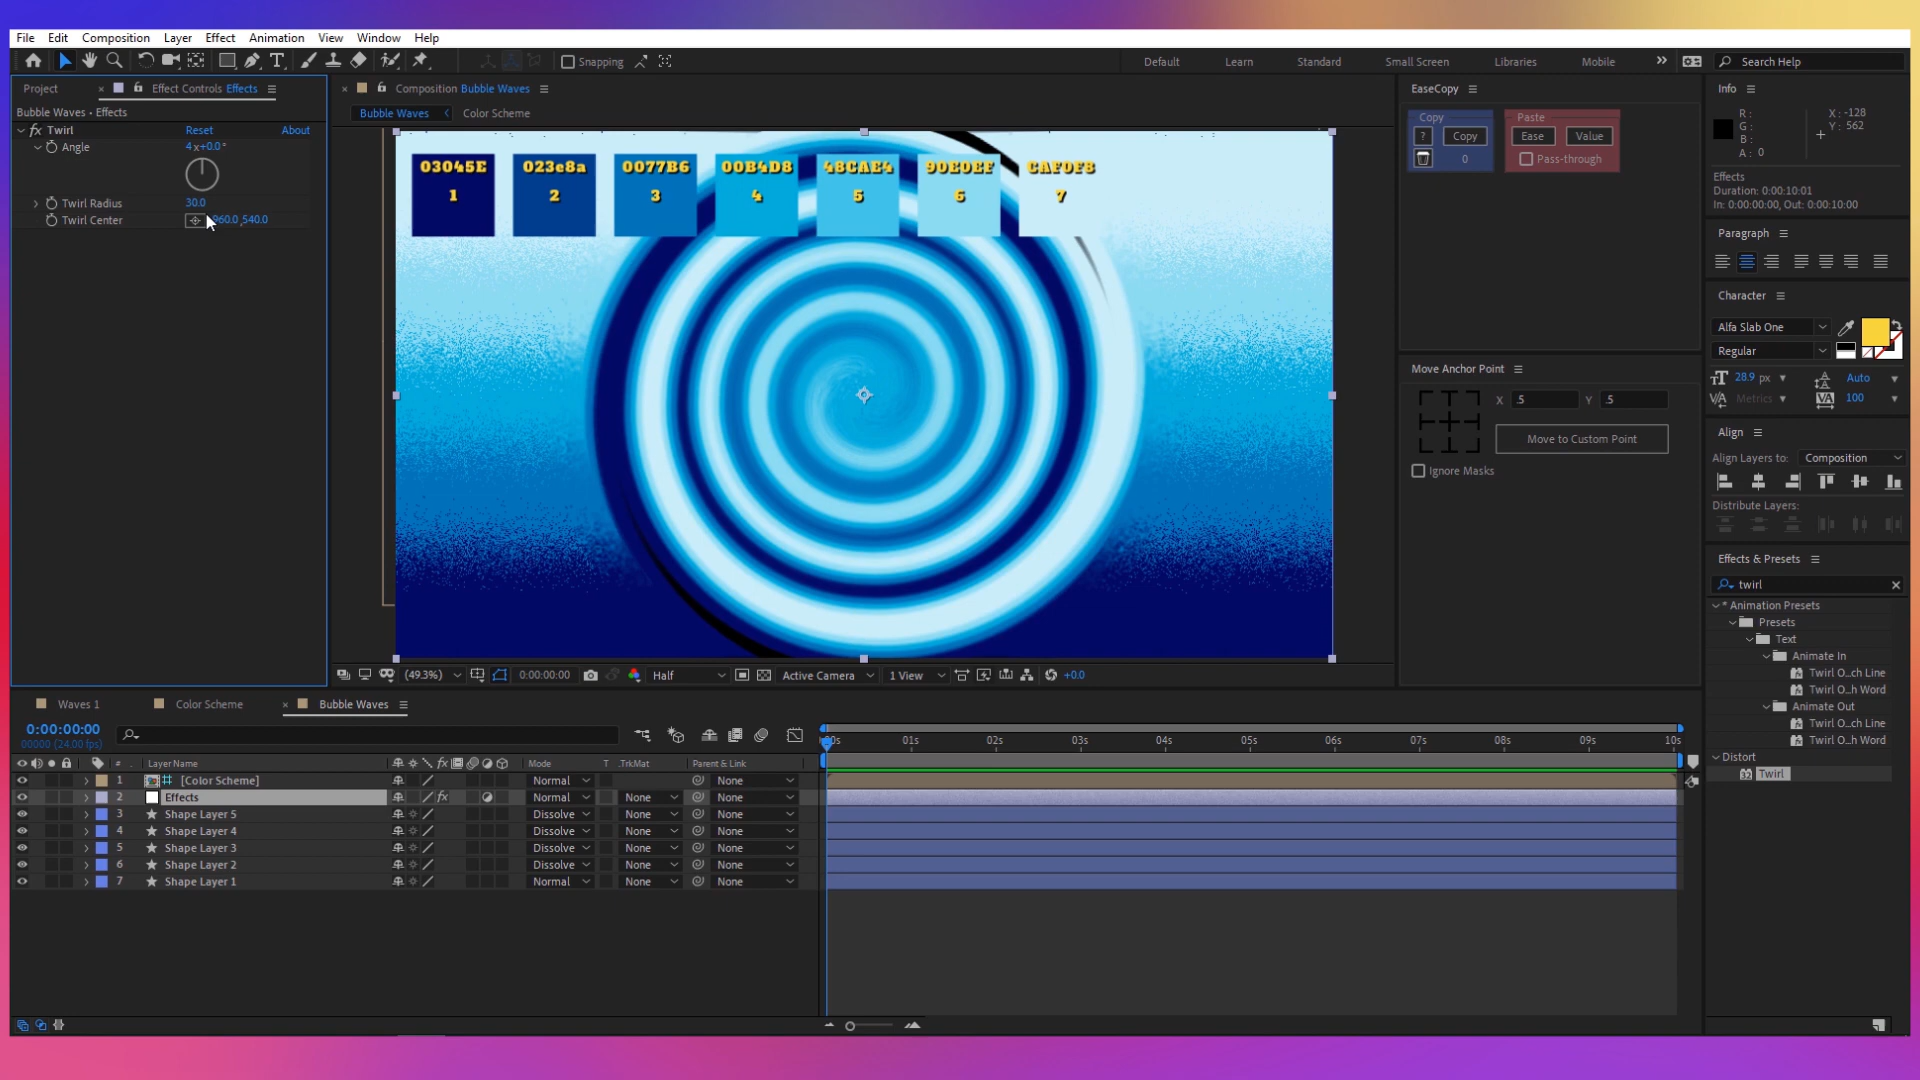 File Edit Composition Layer Effect Animation View Window Help
Snapping
Default Learn Standard Small Screen Libraries Mobile
Search Help
Project
Effect Controls Effects
Bubble Waves • Effects
fx Twirl Reset About
Angle 4x+0.0°
Twirl Radius 30.0
Twirl Center 960.0,540.0
Composition Bubble Waves
Bubble Waves Color Scheme
03045E 023e8a 0077B6 00B4D8 48CAE4 90E0EF CAF0F8
1 2 3 4 5 6 7
(49.3%) 0:00:00:00 Half Active Camera 1 View +0.0
EaseCopy
Copy
? Copy
0
Paste
Ease Value
Pass-through
Move Anchor Point
X .5 Y .5
Move to Custom Point
Ignore Masks
Info
R:
G:
B:
A: 0
X: -128
Y: 562
Effects
Duration: 0:00:10:01
In: 0:00:00:00, Out: 0:00:10:00
Paragraph
Character
Alfa Slab One
Regular
28.9 px Auto
Metrics 100
Align
Align Layers to: Composition
Distribute Layers:
Effects & Presets
twirl
* Animation Presets
Presets
Text
Animate In
Twirl O...ch Line
Twirl O...h Word
Animate Out
Twirl O...ch Line
Twirl O...h Word
Distort
32 Twirl
Waves 1 Color Scheme Bubble Waves
0:00:00:00
00000 (24.00 fps)
# Layer Name fx Mode T .TrkMat Parent & Link
1 [Color Scheme] Normal None
2 Effects fx Normal None None
3 Shape Layer 5 Dissolve None None
4 Shape Layer 4 Dissolve None None
5 Shape Layer 3 Dissolve None None
6 Shape Layer 2 Dissolve None None
7 Shape Layer 1 Normal None None
00s 01s 02s 03s 04s 05s 06s 07s 08s 09s 10s